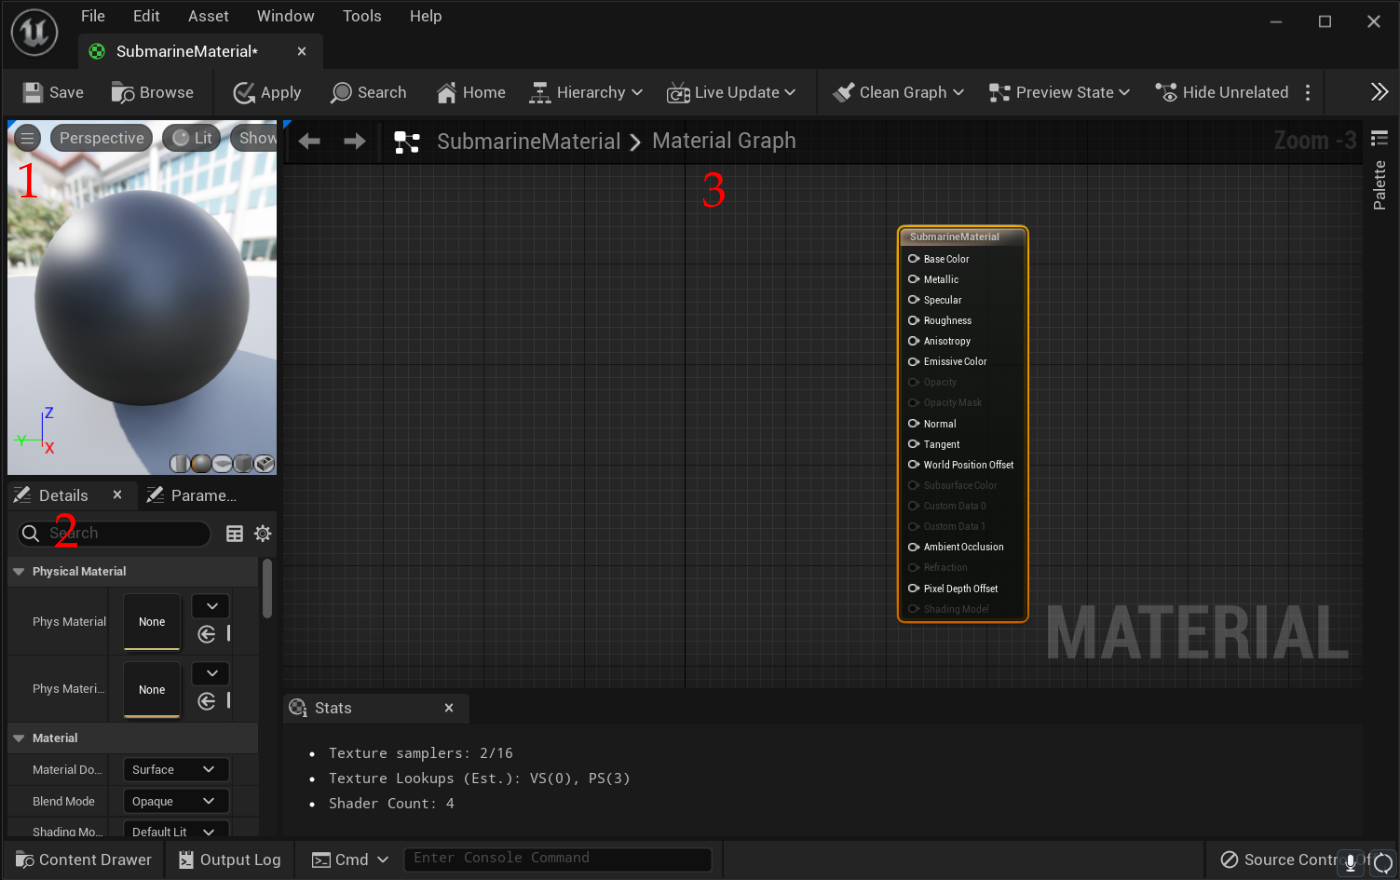 File Edit Asset Window Tools Help
SubmarineMaterial*
Save Browse Apply Search Home Hierarchy Live Update Clean Graph Preview State Hide Unrelated
Perspective Lit Show
SubmarineMaterial Material Graph Zoom -3
Palette
1
3
SubmarineMaterial
Base Color
Metallic
Specular
Roughness
Anisotropy
Emissive Color
Opacity
Opacity Mask
Normal
Tangent
World Position Offset
Subsurface Color
Custom Data 0
Custom Data 1
Ambient Occlusion
Refraction
Pixel Depth Offset
Shading Model
MATERIAL
Z
Y
X
Details Parame...
2
Search
Physical Material
Phys Material None
Phys Materi... None
Material
Material Do... Surface
Blend Mode Opaque
Shading Mo... Default Lit
Stats
• Texture samplers: 2/16
• Texture Lookups (Est.): VS(0), PS(3)
• Shader Count: 4
Content Drawer Output Log Cmd Enter Console Command Source Contr